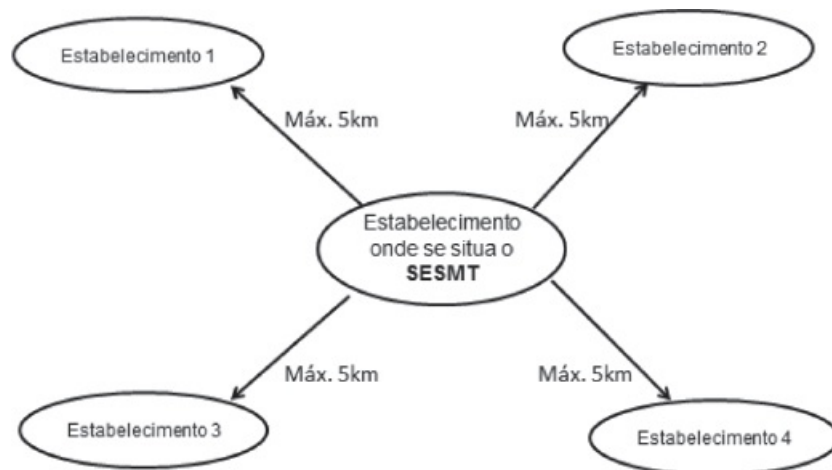 Estabelecimento 1
Estabelecimento 2
Máx. 5km
Máx. 5km
Estabelecimento
onde se situa o
SESMT
Máx. 5km
Máx. 5km
Estabelecimento 3
Estabelecimento 4